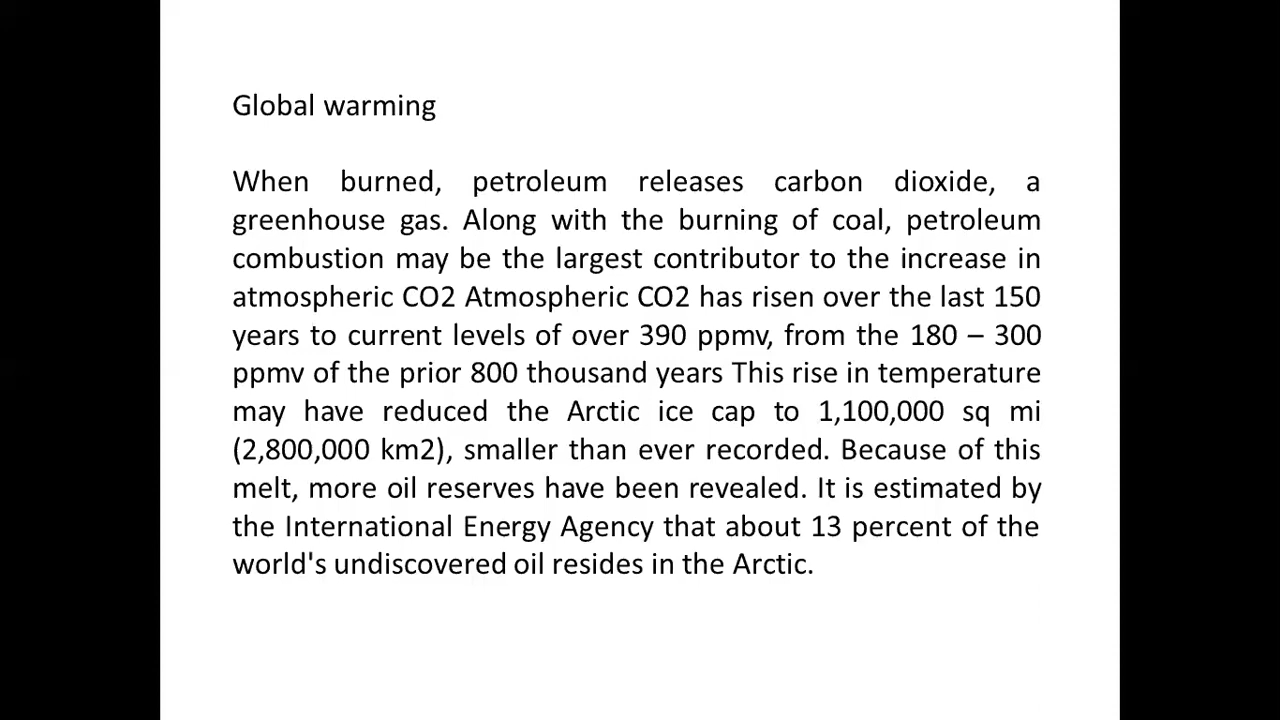 Global warming
When burned, petroleum releases carbon dioxide, a
greenhouse gas. Along with the burning of coal, petroleum
combustion may be the largest contributor to the increase in
atmospheric CO2 Atmospheric CO2 has risen over the last 150
years to current levels of over 390 ppmv, from the 180 – 300
ppmv of the prior 800 thousand years This rise in temperature
may have reduced the Arctic ice cap to 1,100,000 sq mi
(2,800,000 km2), smaller than ever recorded. Because of this
melt, more oil reserves have been revealed. It is estimated by
the International Energy Agency that about 13 percent of the
world's undiscovered oil resides in the Arctic.